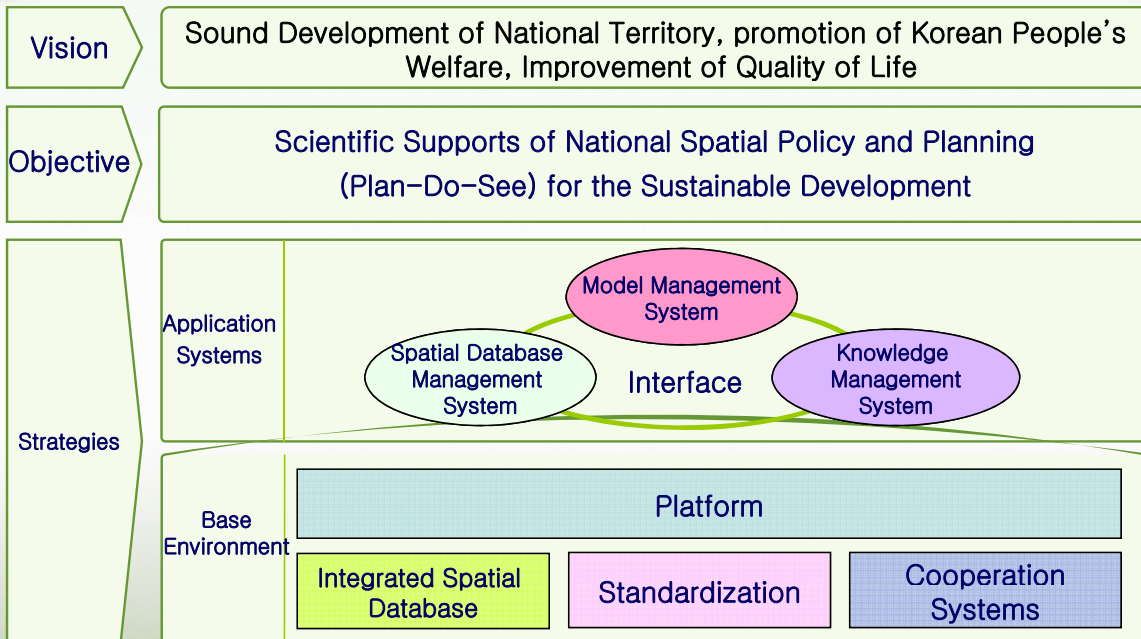 Vision
Sound Development of National Territory, promotion of Korean People's
Welfare, Improvement of Quality of Life
Objective
Scientific Supports of National Spatial Policy and Planning
(Plan-Do-See) for the Sustainable Development
Strategies
Application
Systems
Model Management
System
Spatial Database
Management
System
Interface
Knowledge
Management
System
Base
Environment
Platform
Integrated Spatial
Database
Standardization
Cooperation
Systems